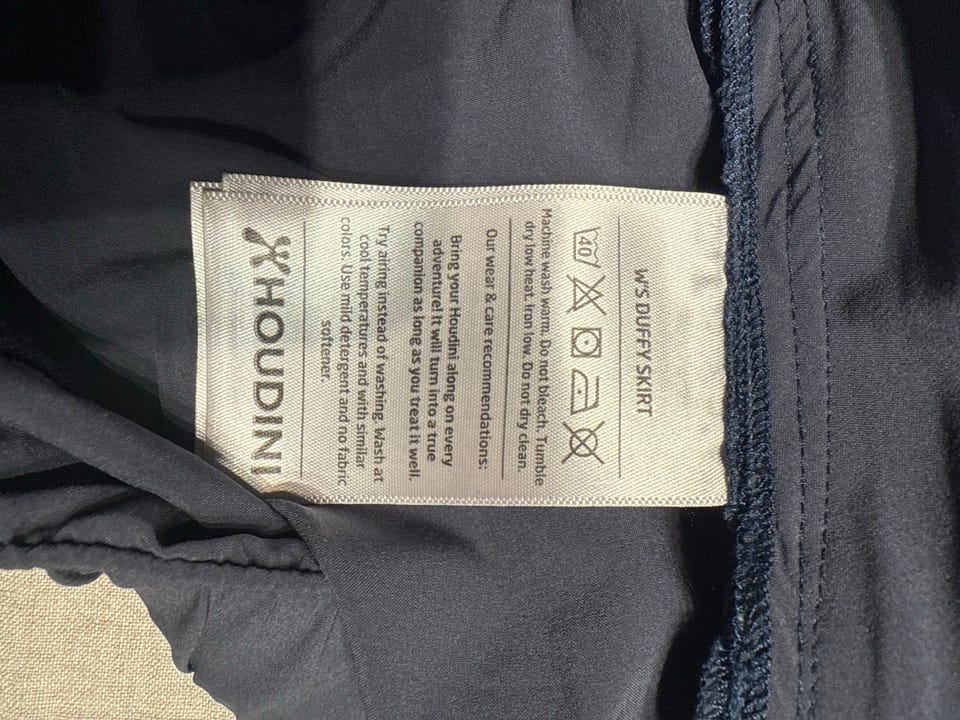 W'S DUFFY SKIRT
40
Machine wash warm. Do not bleach. Tumble
dry low heat. Iron low. Do not dry clean.
Our wear & care recommendations:
Bring your Houdini along on every
adventure! It will turn into a true
companion as long as you treat it well.
Try airing instead of washing. Wash at
cool temperatures and with similar
colors. Use mild detergent and no fabric
softener.
HOUDINI